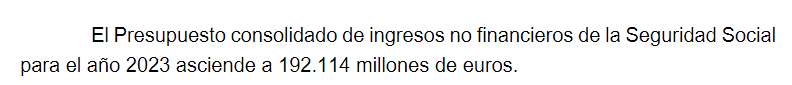 El Presupuesto consolidado de ingresos no financieros de la Seguridad Social
para el año 2023 asciende a 192.114 millones de euros.